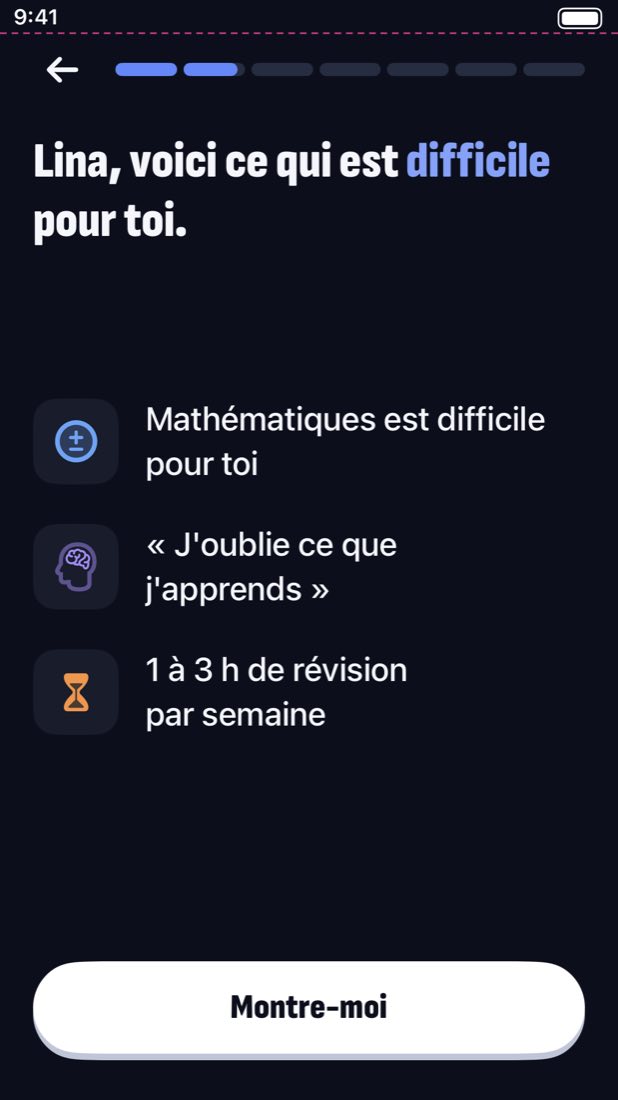 9:41
Lina, voici ce qui est difficile
pour toi.
Mathématiques est difficile
pour toi
« J'oublie ce que
j'apprends »
1 à 3 h de révision
par semaine
Montre-moi